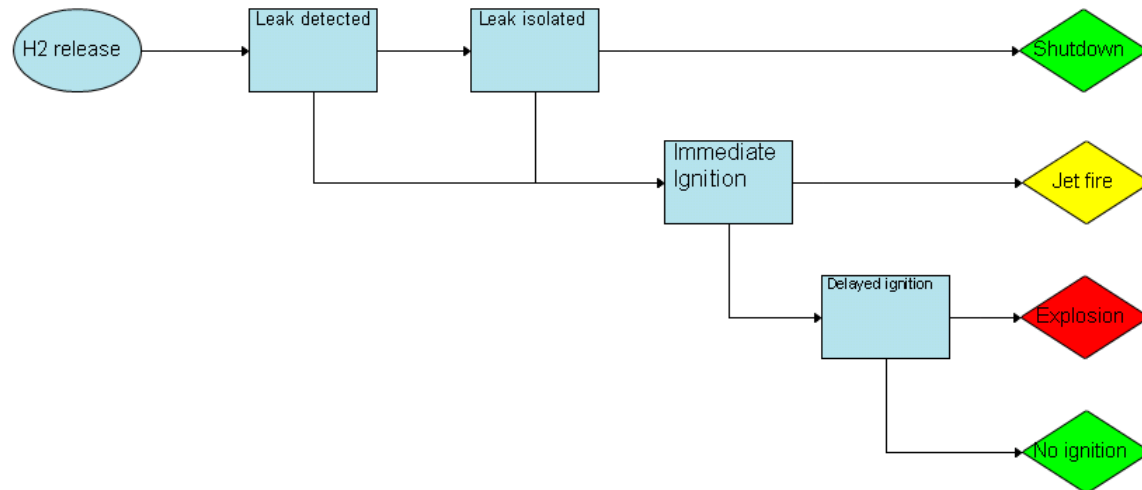 H2 release
Leak detected
Leak isolated
Shutdown
Immediate
Ignition
Jet fire
Delayed ignition
Explosion
No ignition